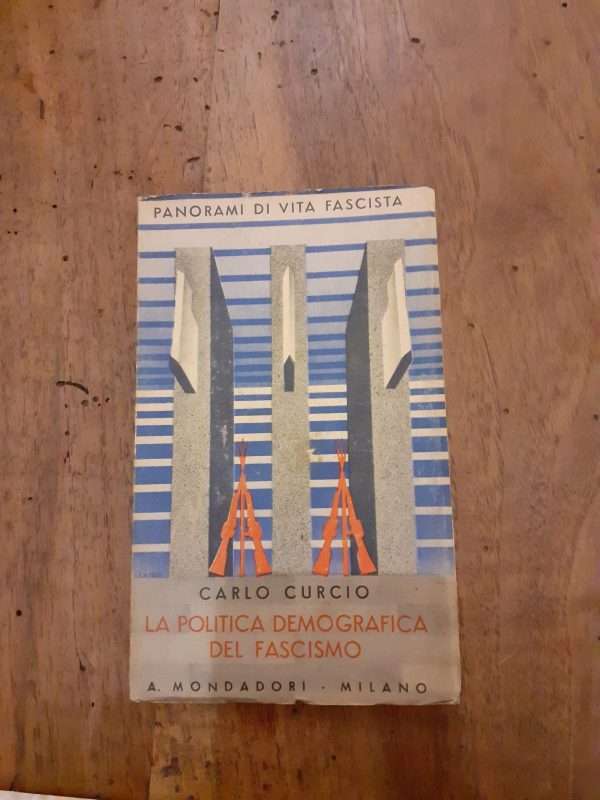 PANORAMI DI VITA FASCISTA
CARLO CURCIO
LA POLITICA DEMOGRAFICA
DEL FASCISMO
A. MONDADORI · MILANO